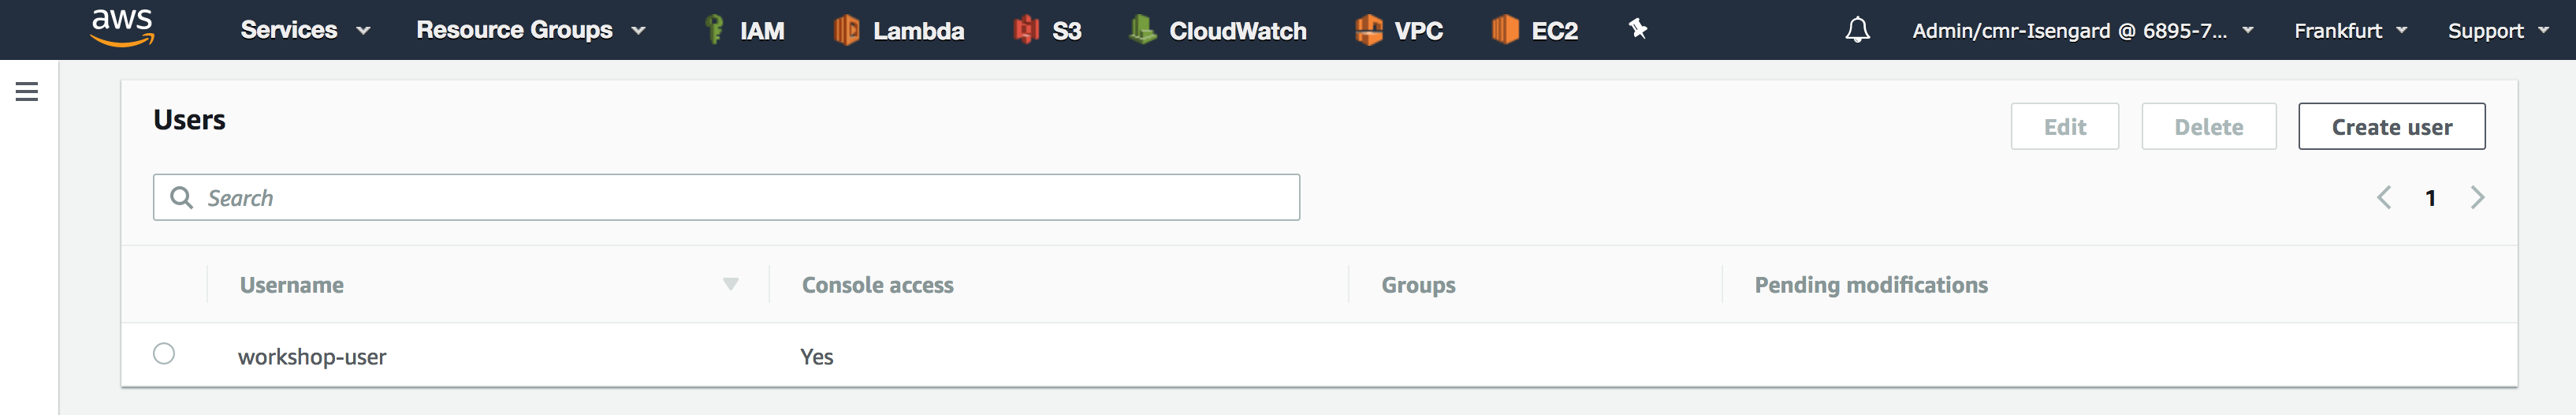 aws Services Resource Groups IAM Lambda S3 CloudWatch VPC EC2 Admin/cmr-Isengard @ 6895-7... Frankfurt Support
Users Edit Delete Create user
Search 1
Username Console access Groups Pending modifications
workshop-user Yes